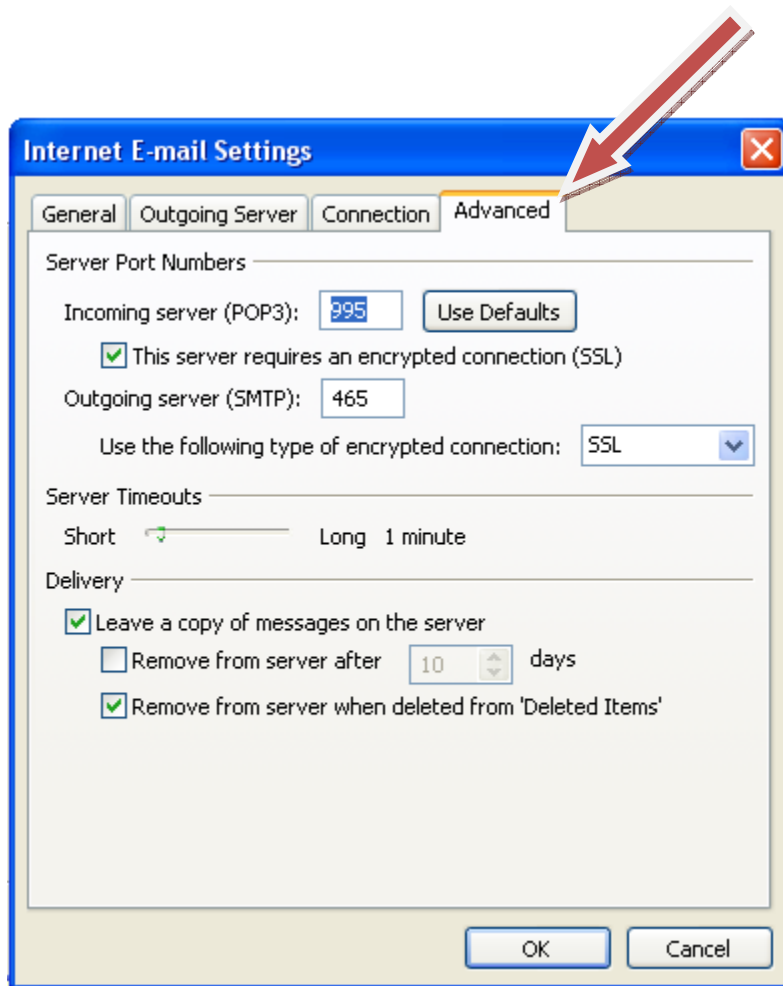 Internet E-mail Settings
General Outgoing Server Connection Advanced
Server Port Numbers
Incoming server (POP3): 995 Use Defaults
This server requires an encrypted connection (SSL)
Outgoing server (SMTP): 465
Use the following type of encrypted connection: SSL
Server Timeouts
Short Long 1 minute
Delivery
Leave a copy of messages on the server
Remove from server after 10 days
Remove from server when deleted from 'Deleted Items'
OK Cancel